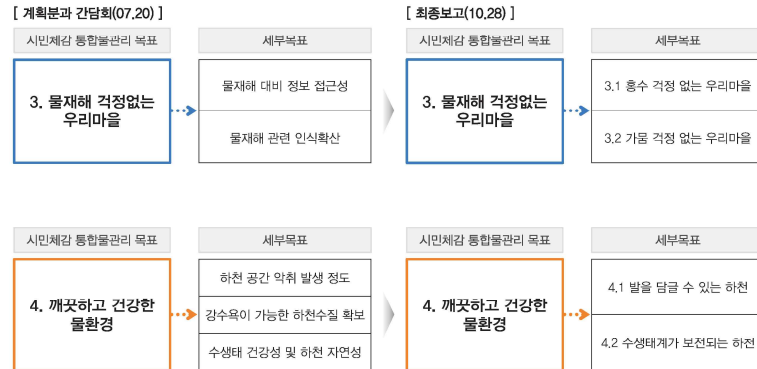 [ 계획분과 간담회(07.20) ]
[ 최종보고(10.28) ]
시민체감 통합물관리 목표
세부목표
시민체감 통합물관리 목표
세부목표
3. 물재해 걱정없는
우리마을
물재해 대비 정보 접근성
물재해 관련 인식확산
3. 물재해 걱정없는
우리마을
3.1 홍수 걱정 없는 우리마을
3.2 가뭄 걱정 없는 우리마을
시민체감 통합물관리 목표
세부목표
시민체감 통합물관리 목표
세부목표
4. 깨끗하고 건강한
물환경
하천 공간 악취 발생 정도
강수욕이 가능한 하천수질 확보
수생태 건강성 및 하천 자연성
4. 깨끗하고 건강한
물환경
4.1 발을 담글 수 있는 하천
4.2 수생태계가 보전되는 하천